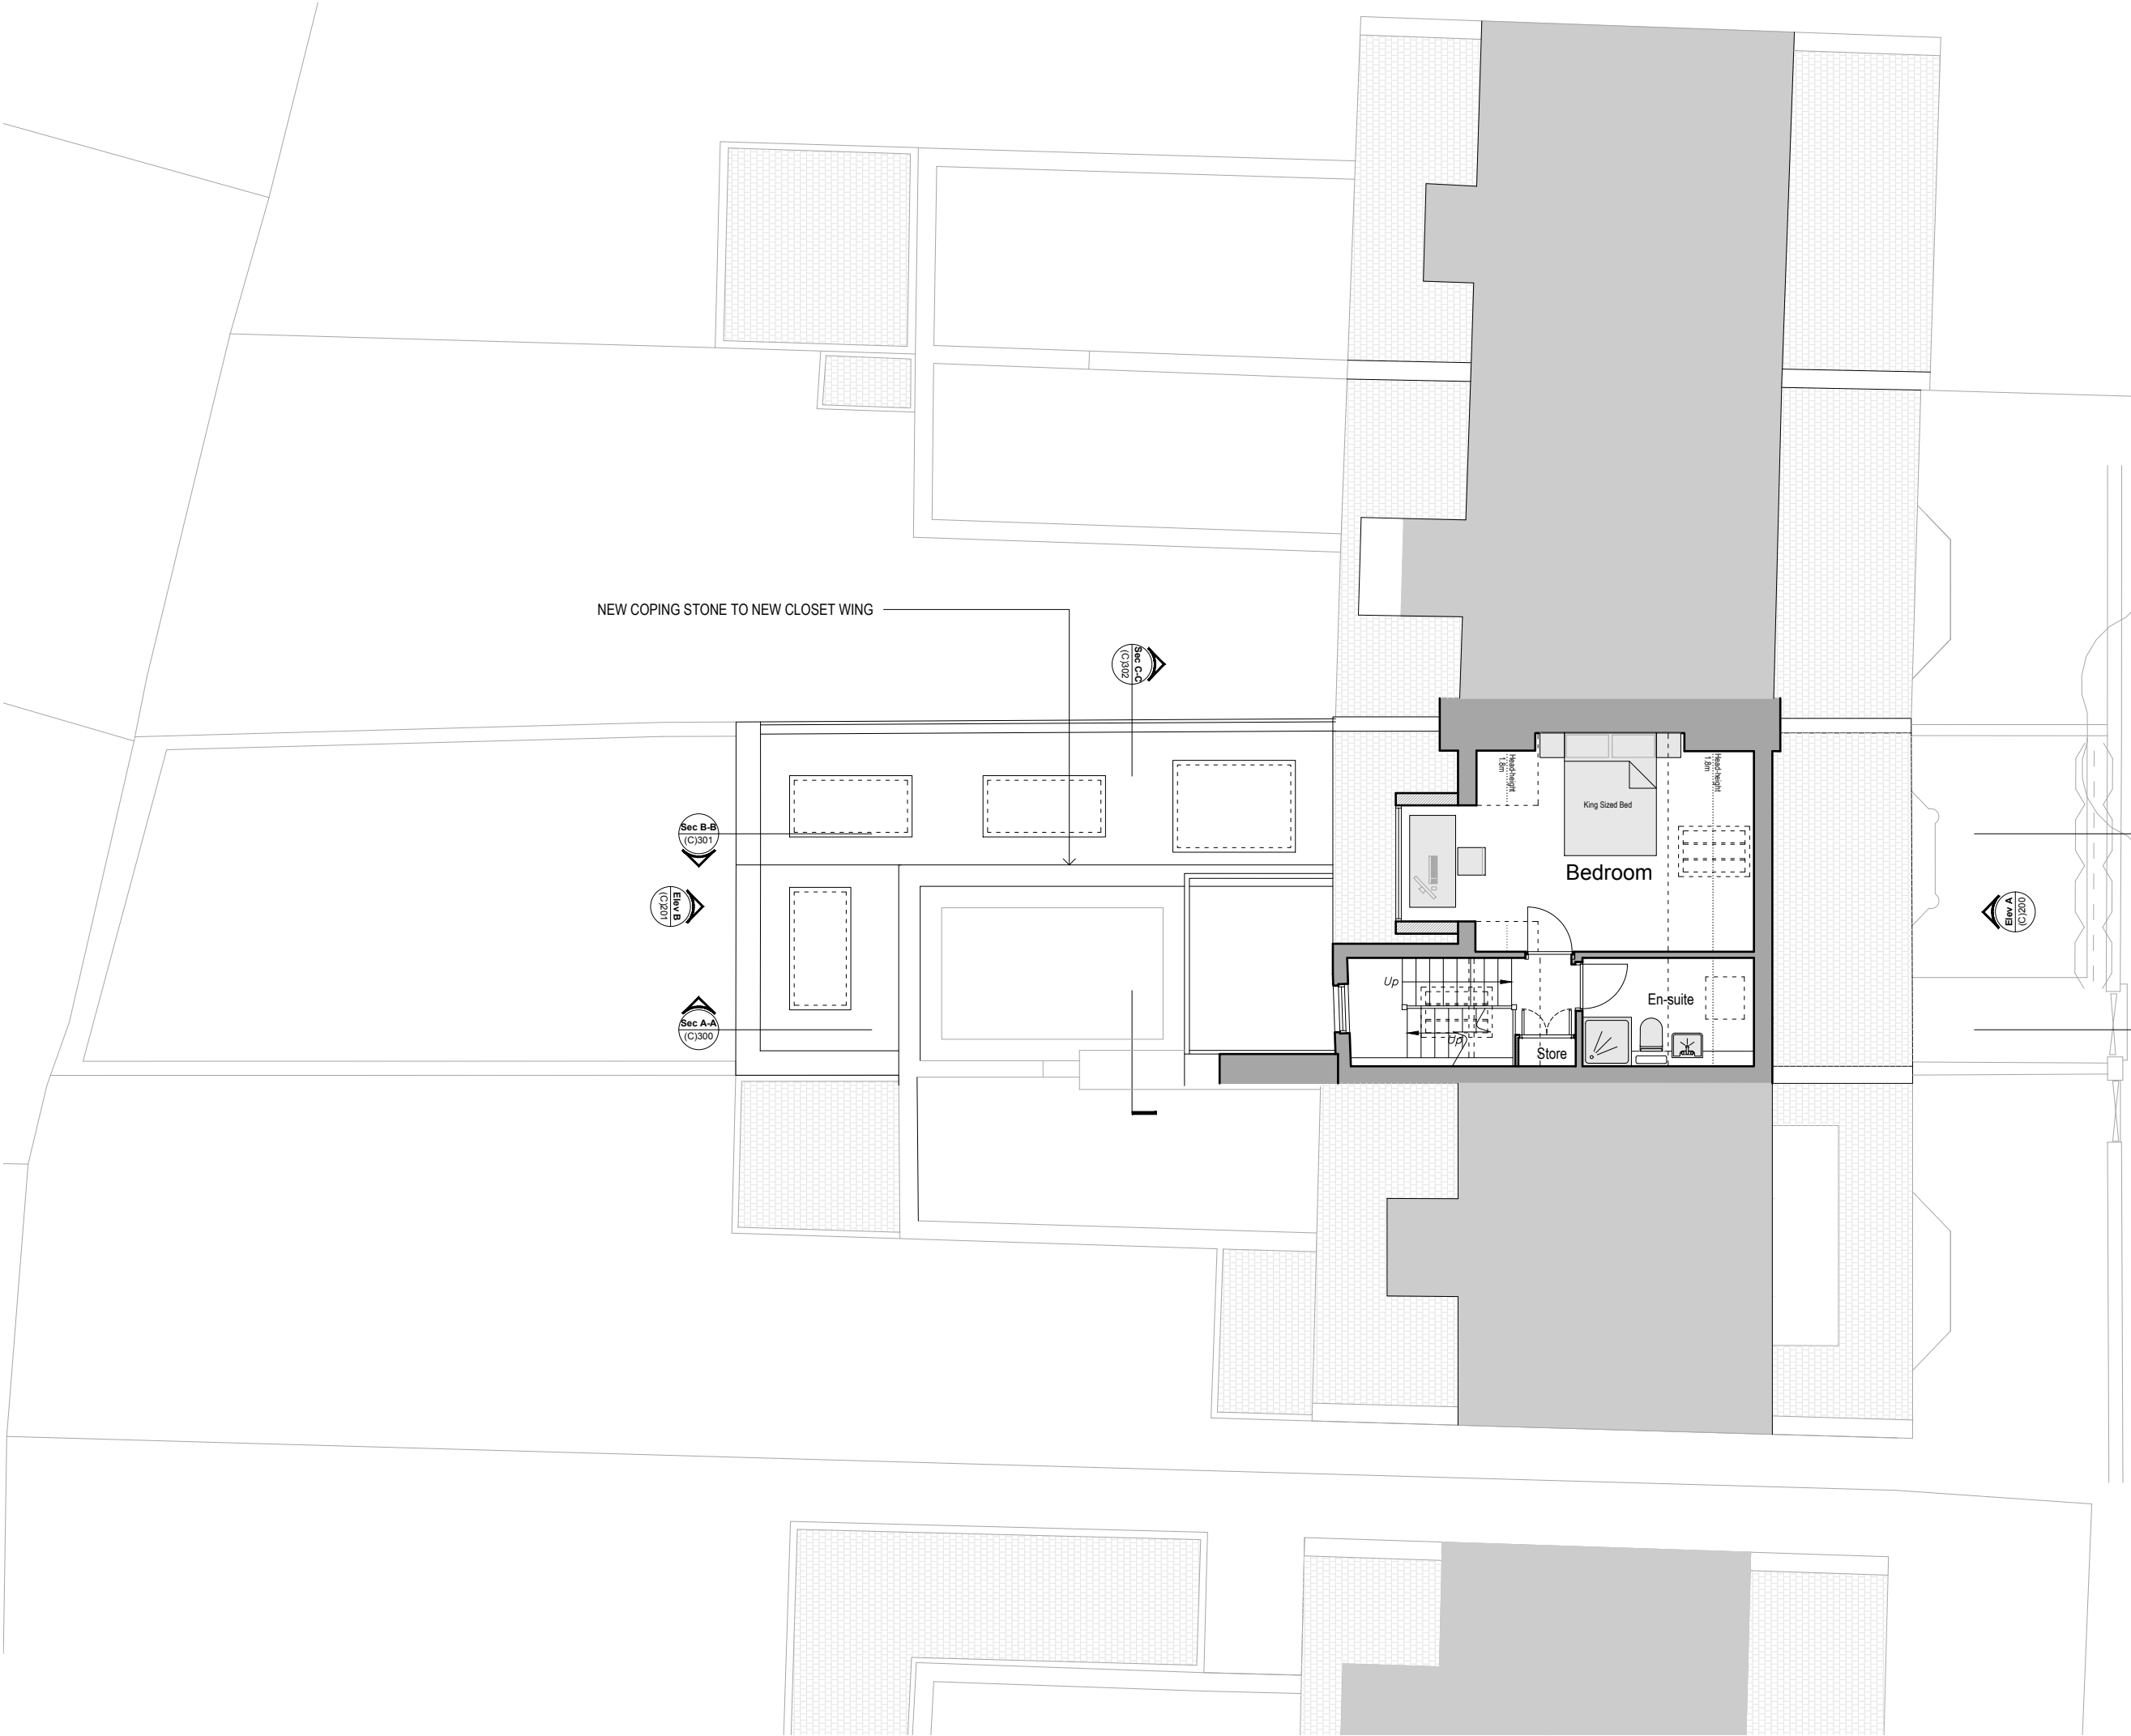 NEW COPING STONE TO NEW CLOSET WING
Sec C-C
(C)302
Head-height
1.8m
Head-height
1.8m
King Sized Bed
Sec B-B
(C)301
Bedroom
Elev B
(C)201
Elev A
(C)200
Up
En-suite
Sec A-A
(C)300
Up
Store